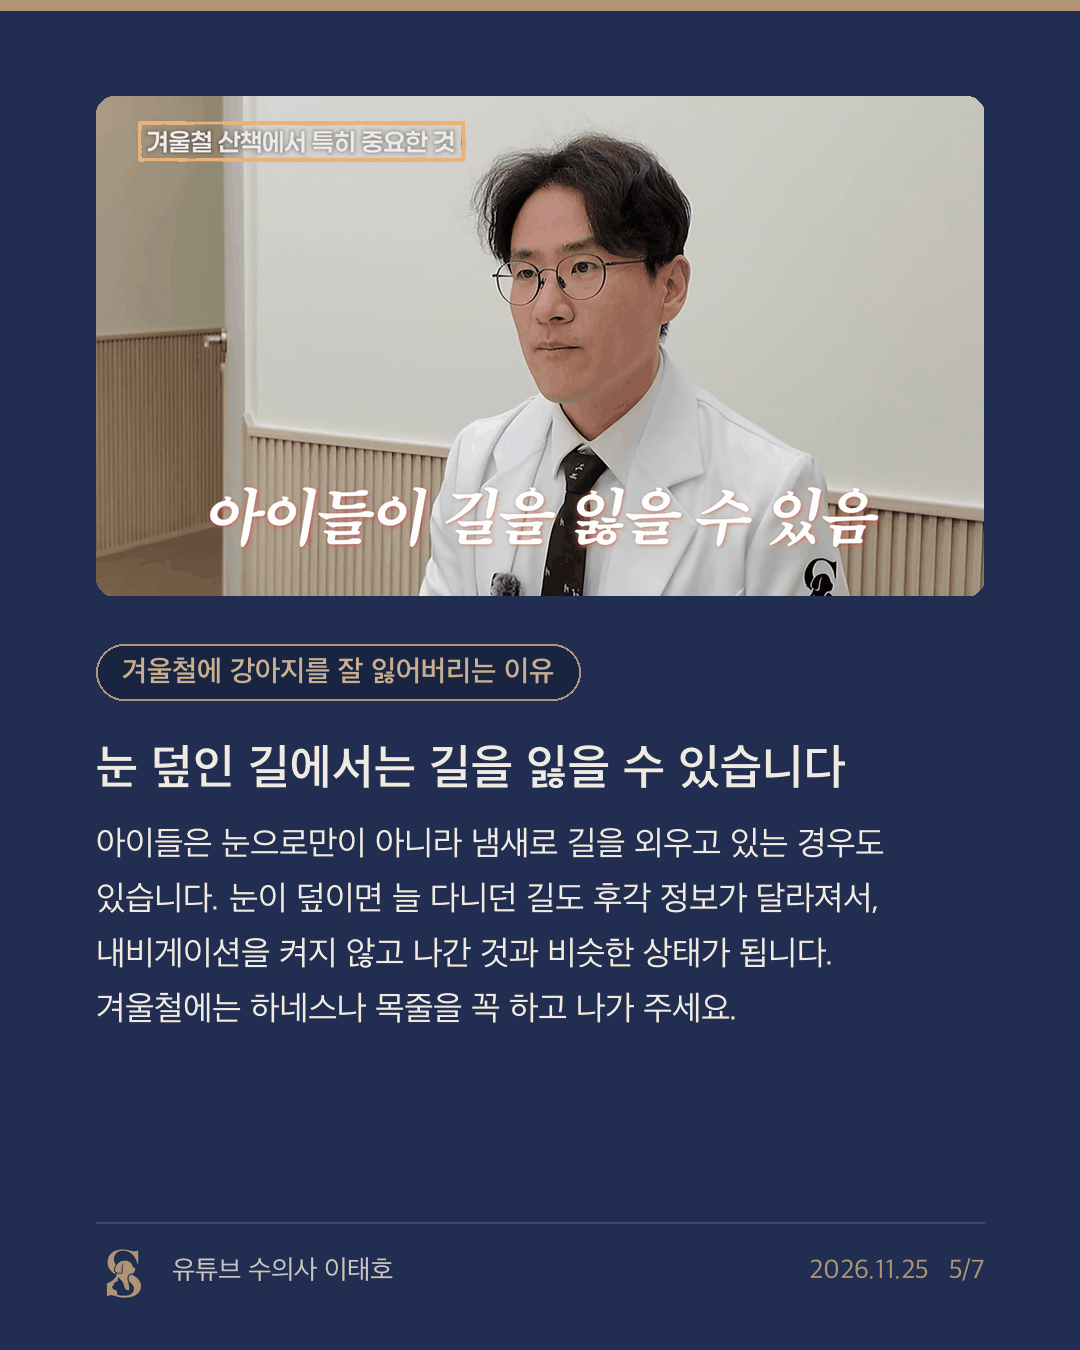 겨울철 산책에서 특히 중요한 것
아이들이 길을 잃을 수 있음
겨울철에 강아지를 잘 잃어버리는 이유
눈 덮인 길에서는 길을 잃을 수 있습니다
아이들은 눈으로만이 아니라 냄새로 길을 외우고 있는 경우도
있습니다. 눈이 덮이면 늘 다니던 길도 후각 정보가 달라져서,
내비게이션을 켜지 않고 나간 것과 비슷한 상태가 됩니다.
겨울철에는 하네스나 목줄을 꼭 하고 나가 주세요.
유튜브 수의사 이태호
2026.11.25 5/7